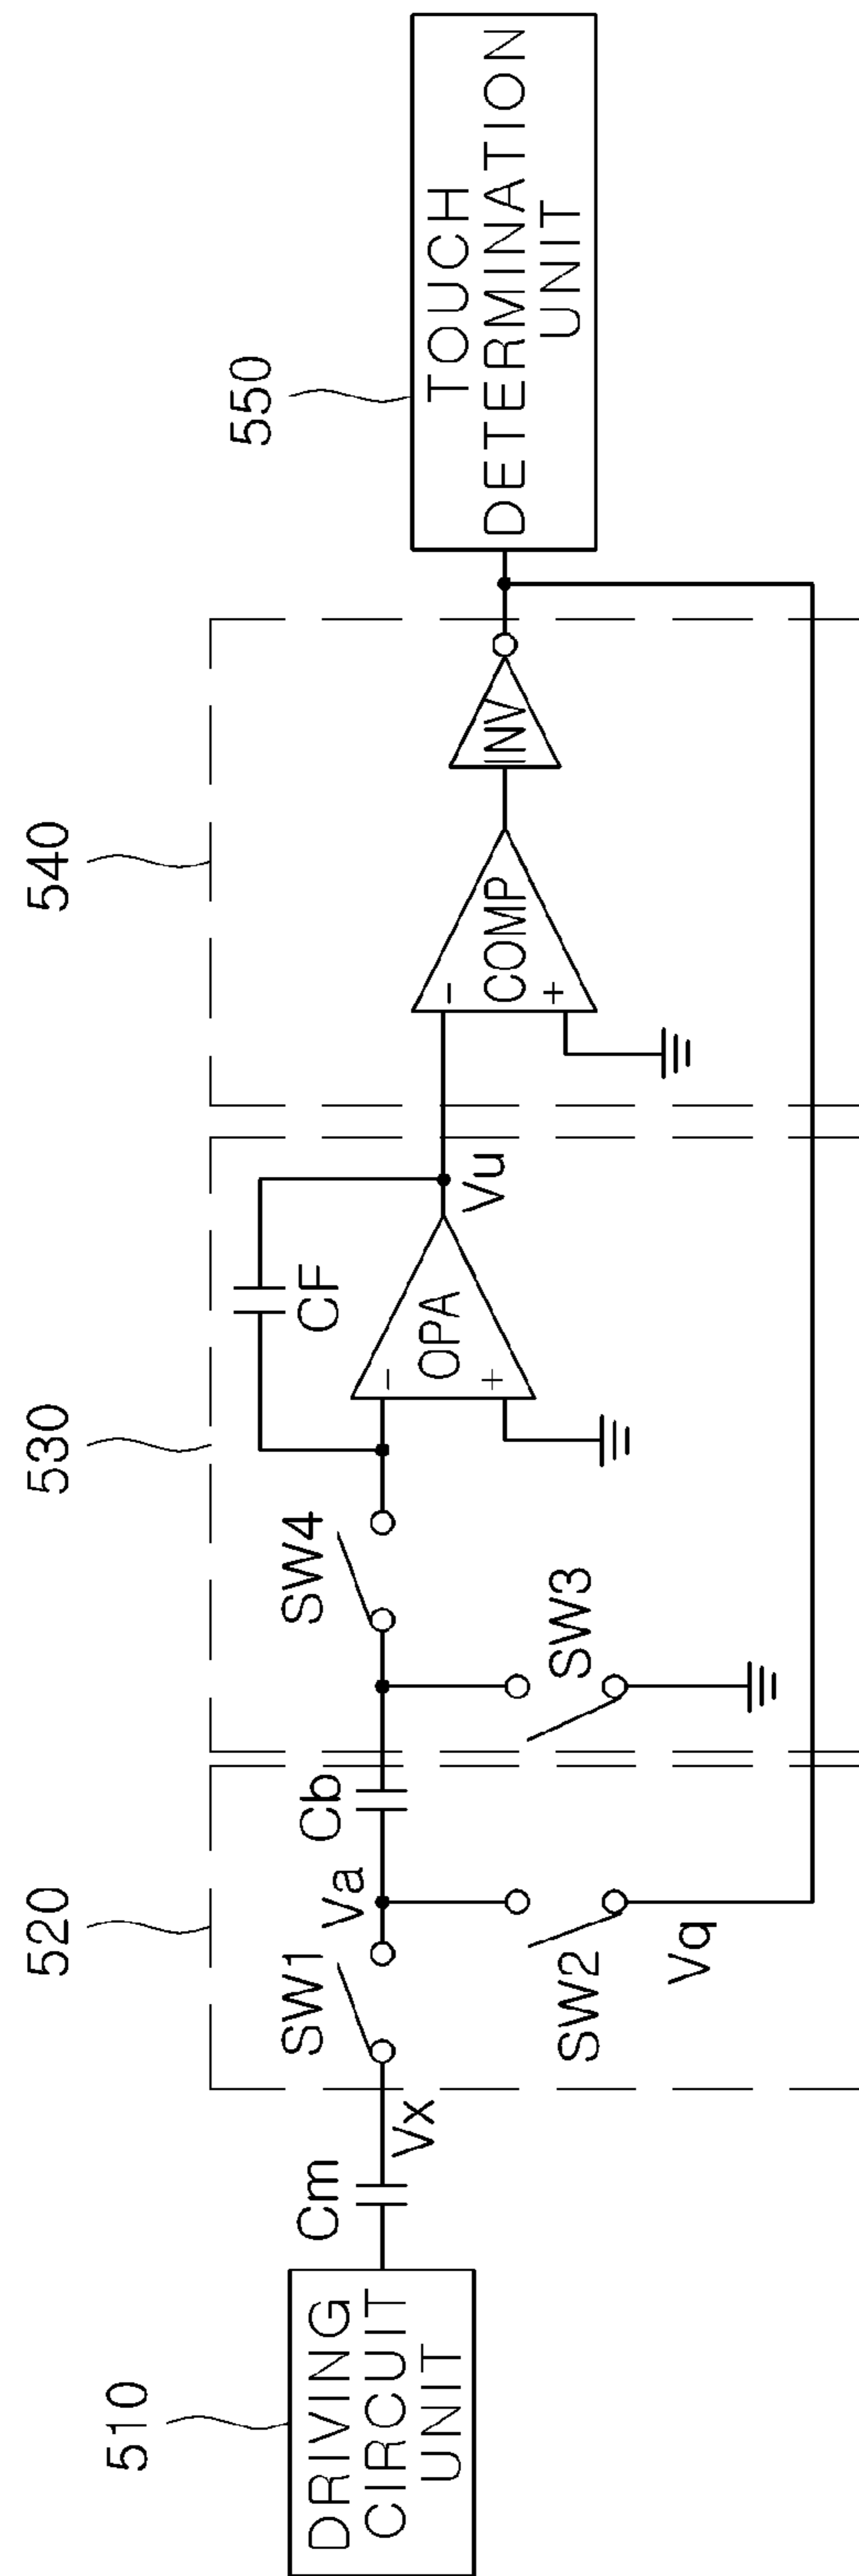 510
DRIVING
CIRCUIT
UNIT
Cm
Vx
520
SW1
Va
Cb
SW2
Vq
530
SW4
SW3
CF
−
OPA
+
Vu
540
−
COMP
+
INV
550
TOUCH
DETERMINATION
UNIT